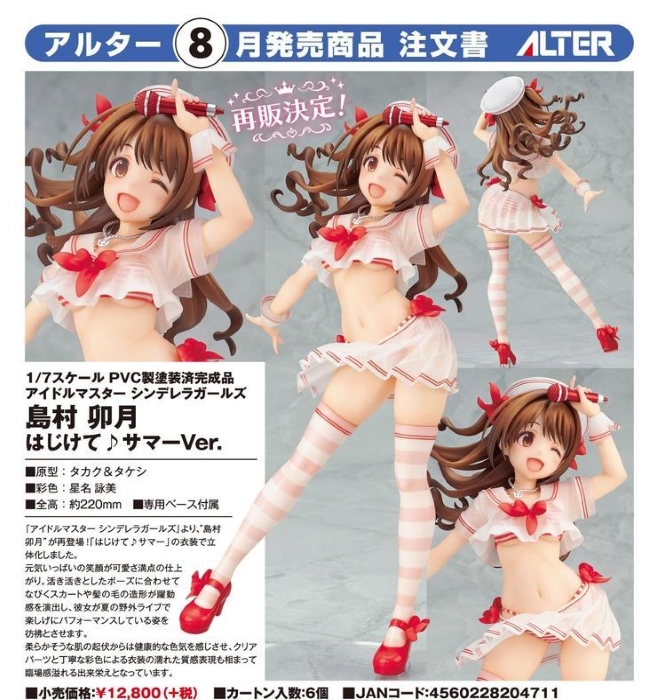 アルター 8 月発売商品 注文書 ALTER
再販決定!
1/7スケール PVC製塗装済完成品
アイドルマスター シンデレラガールズ
島村 卯月
はじけて♪サマーVer.
■原型：タカク&タケシ
■彩色：星名 詠美
■全高：約220mm ■専用ベース付属
『アイドルマスター シンデレラガールズ』より、“島村
卯月”が再登場!「はじけて♪サマー」の衣装で立
体化しました。
元気いっぱいの笑顔が可愛さ満点の仕上
がり。活き活きとしたポーズに合わせて
なびくスカートや髪の毛の造形が躍動
感を演出し、彼女が夏の野外ライブで
楽しげにパフォーマンスしている姿を
彷彿とさせます。
柔らかそうな肌の起伏からは健康的な色気を感じさせ、クリア
パーツと丁寧な彩色による衣装の濡れた質感表現も相まって
臨場感溢れる出来栄えとなっています。
■小売価格:¥12,800(+税) ■カートン入数:6個 ■JANコード:4560228204711